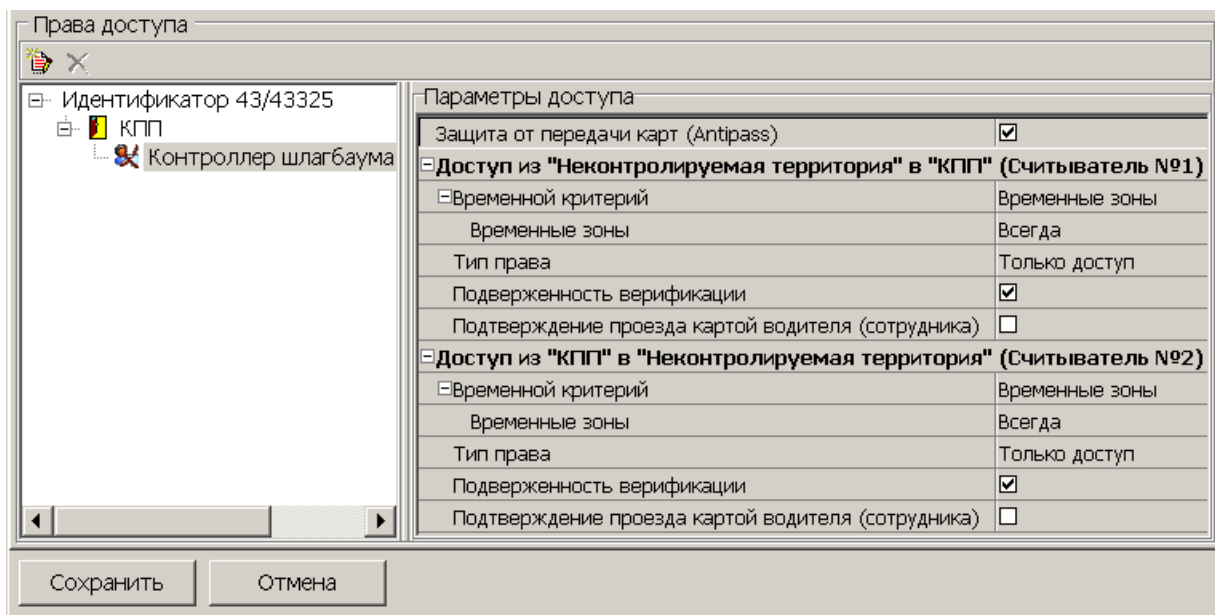 Права доступа
Идентификатор 43/43325
КПП
Контроллер шлагбаума
Параметры доступа
Защита от передачи карт (Antipass)
Доступ из "Неконтролируемая территория" в "КПП" (Считыватель №1)
Временной критерий Временные зоны
Временные зоны Всегда
Тип права Только доступ
Подверженность верификации
Подтверждение проезда картой водителя (сотрудника)
Доступ из "КПП" в "Неконтролируемая территория" (Считыватель №2)
Временной критерий Временные зоны
Временные зоны Всегда
Тип права Только доступ
Подверженность верификации
Подтверждение проезда картой водителя (сотрудника)
Сохранить Отмена